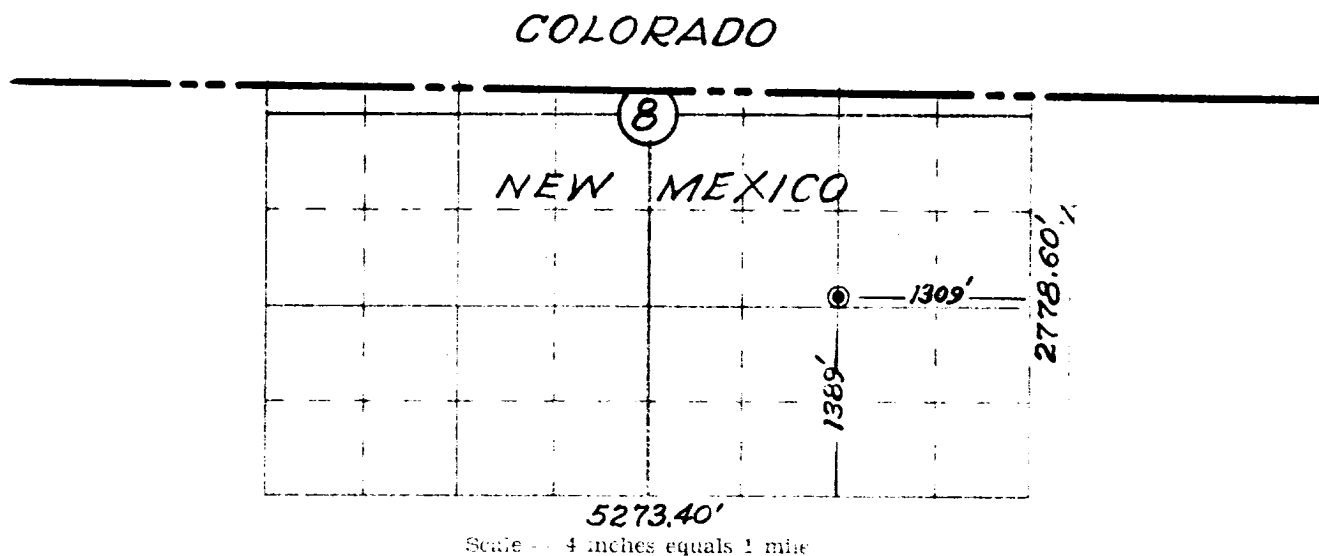 COLORADO
8
NEW MEXICO
1309'
2778.60'
1389'
5273.40'
Scale -- 4 inches equals 1 mile